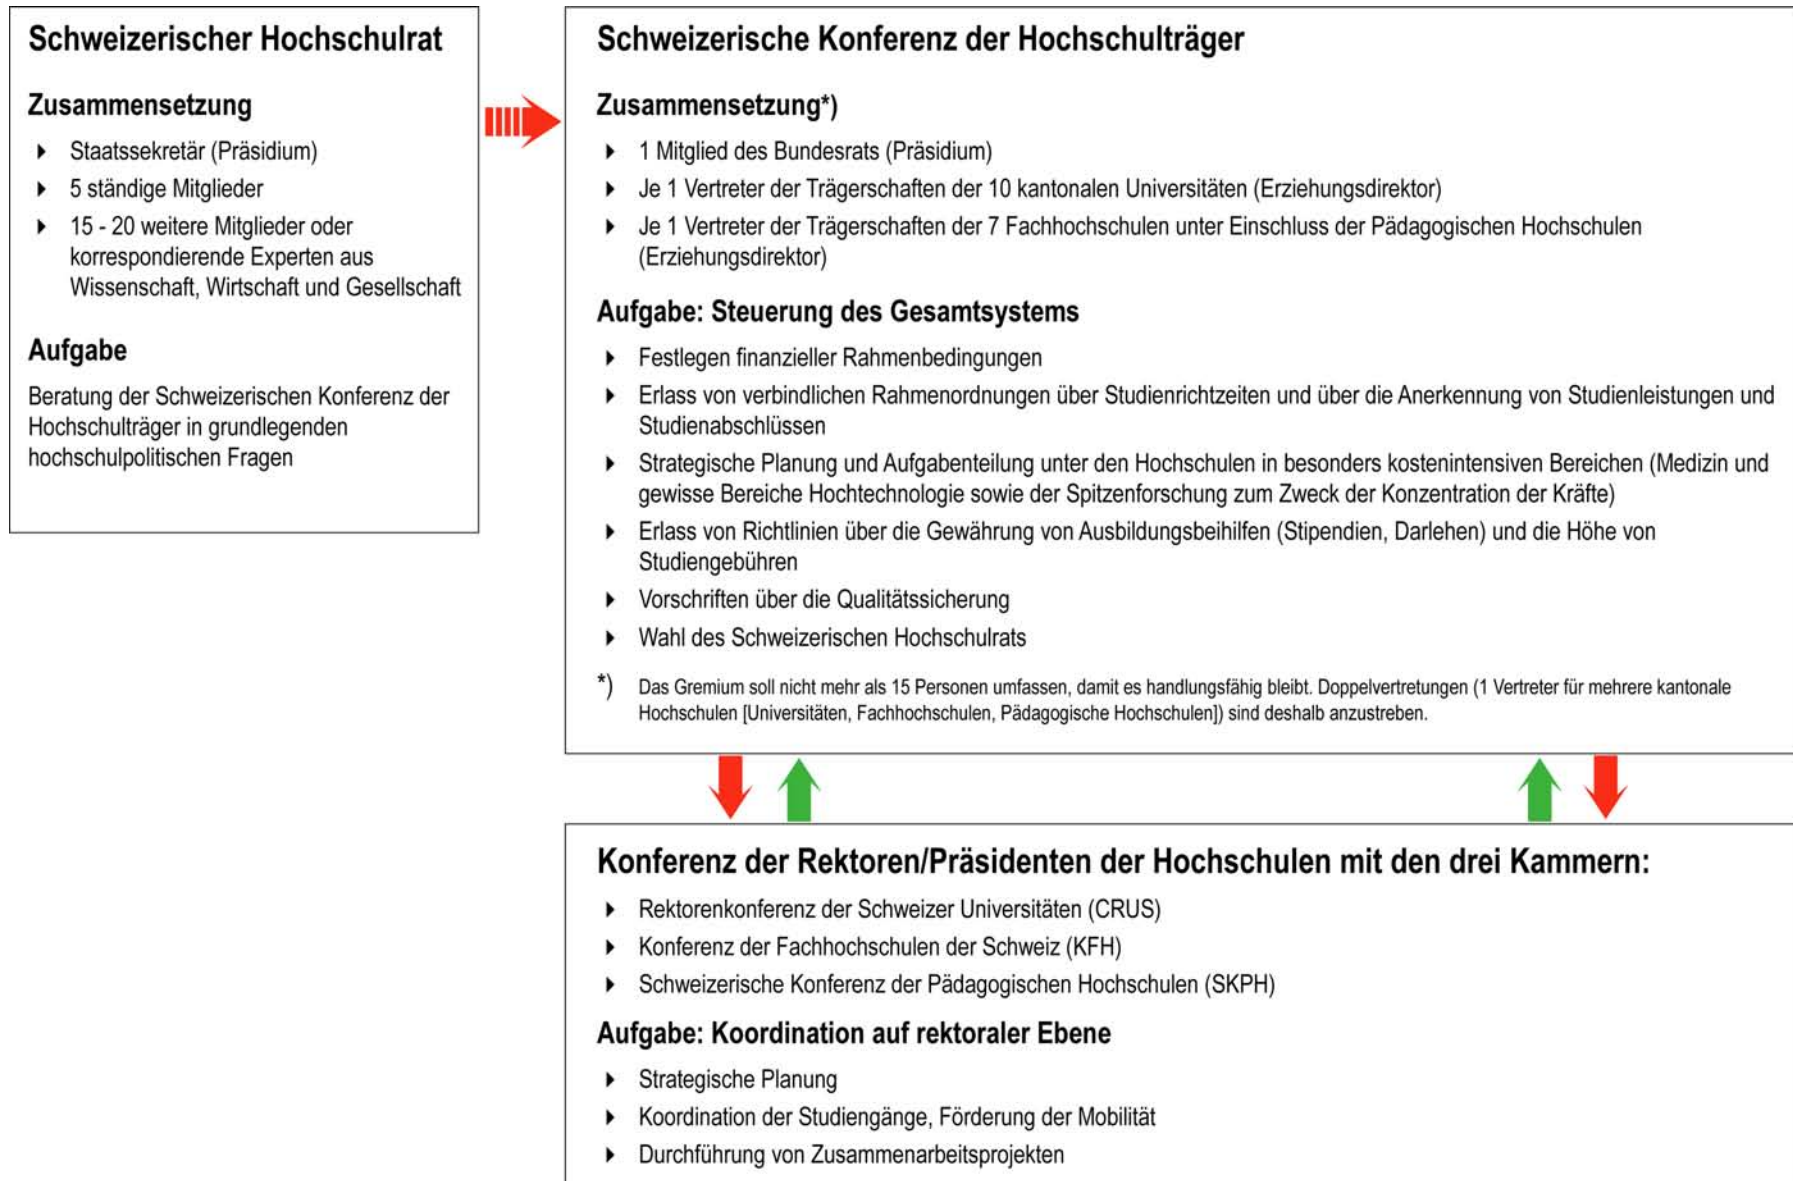 Schweizerischer Hochschulrat
Zusammensetzung
Staatssekretär (Präsidium)
5 ständige Mitglieder
15 - 20 weitere Mitglieder oder
korrespondierende Experten aus
Wissenschaft, Wirtschaft und Gesellschaft
Aufgabe
Beratung der Schweizerischen Konferenz der
Hochschulträger in grundlegenden
hochschulpolitischen Fragen
Schweizerische Konferenz der Hochschulträger
Zusammensetzung*)
1 Mitglied des Bundesrats (Präsidium)
Je 1 Vertreter der Trägerschaften der 10 kantonalen Universitäten (Erziehungsdirektor)
Je 1 Vertreter der Trägerschaften der 7 Fachhochschulen unter Einschluss der Pädagogischen Hochschulen
(Erziehungsdirektor)
Aufgabe: Steuerung des Gesamtsystems
Festlegen finanzieller Rahmenbedingungen
Erlass von verbindlichen Rahmenordnungen über Studienrichtzeiten und über die Anerkennung von Studienleistungen und
Studienabschlüssen
Strategische Planung und Aufgabenteilung unter den Hochschulen in besonders kostenintensiven Bereichen (Medizin und
gewisse Bereiche Hochtechnologie sowie der Spitzenforschung zum Zweck der Konzentration der Kräfte)
Erlass von Richtlinien über die Gewährung von Ausbildungsbeihilfen (Stipendien, Darlehen) und die Höhe von
Studiengebühren
Vorschriften über die Qualitätssicherung
Wahl des Schweizerischen Hochschulrats
*) Das Gremium soll nicht mehr als 15 Personen umfassen, damit es handlungsfähig bleibt. Doppelvertretungen (1 Vertreter für mehrere kantonale
Hochschulen [Universitäten, Fachhochschulen, Pädagogische Hochschulen]) sind deshalb anzustreben.
Konferenz der Rektoren/Präsidenten der Hochschulen mit den drei Kammern:
Rektorenkonferenz der Schweizer Universitäten (CRUS)
Konferenz der Fachhochschulen der Schweiz (KFH)
Schweizerische Konferenz der Pädagogischen Hochschulen (SKPH)
Aufgabe: Koordination auf rektoraler Ebene
Strategische Planung
Koordination der Studiengänge, Förderung der Mobilität
Durchführung von Zusammenarbeitsprojekten